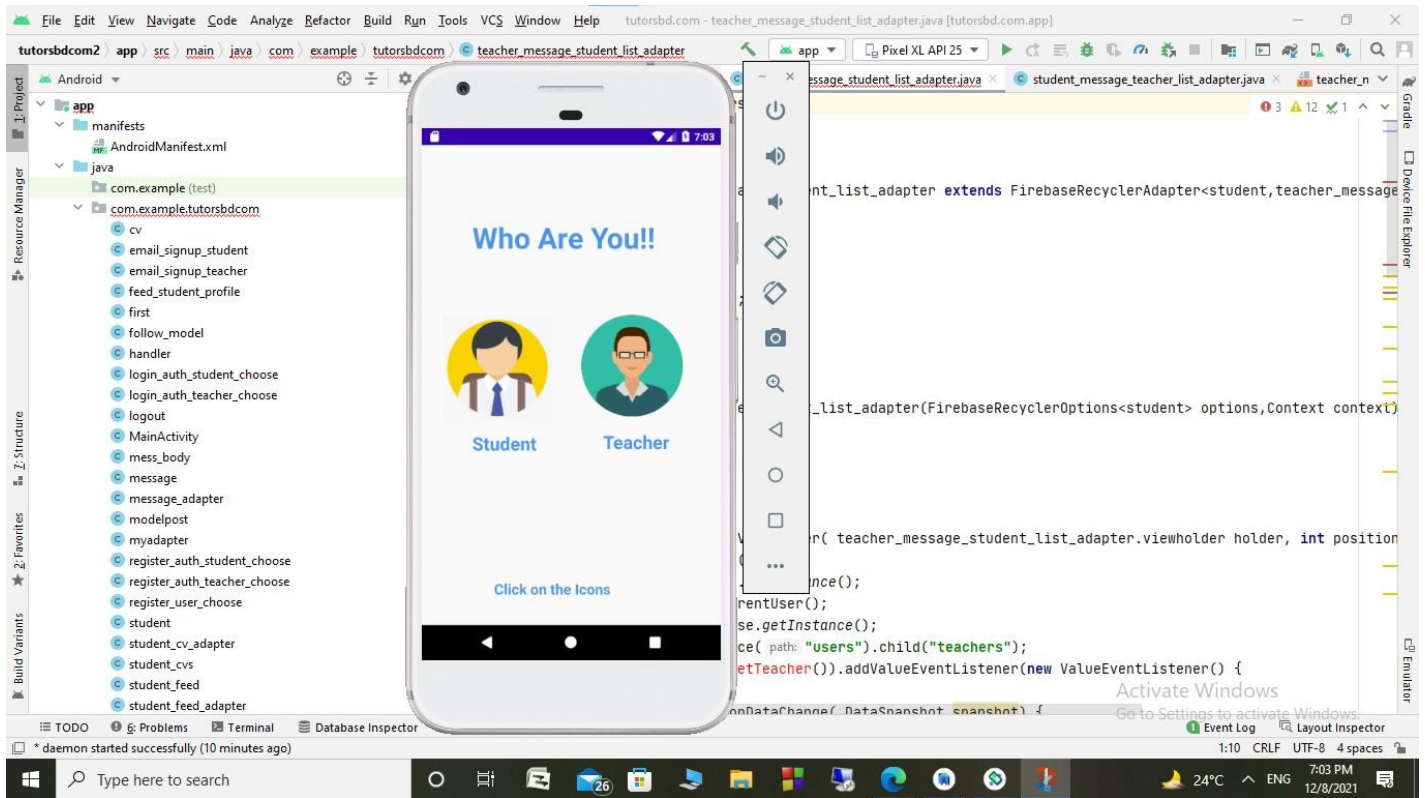 File Edit View Navigate Code Analyze Refactor Build Run Tools VCS Window Help tutorsbd.com - teacher_message_student_list_adapter.java [tutorsbd.com.app]
tutorsbdcom2 app src main java com example tutorsbdcom teacher_message_student_list_adapter app Pixel XL API 25
Android
essage_student_list_adapter.java student_message_teacher_list_adapter.java teacher_n
3 12 1
1: Project
Resource Manager
7: Structure
2: Favorites
Build Variants
app
manifests
AndroidManifest.xml
java
com.example (test)
com.example.tutorsbdcom
cv
email_signup_student
email_signup_teacher
feed_student_profile
first
follow_model
handler
login_auth_student_choose
login_auth_teacher_choose
logout
MainActivity
mess_body
message
message_adapter
modelpost
myadapter
register_auth_student_choose
register_auth_teacher_choose
register_user_choose
student
student_cv_adapter
student_cvs
student_feed
student_feed_adapter
7:03
Who Are You!!
Student Teacher
Click on the Icons
nt_list_adapter extends FirebaseRecyclerAdapter<student,teacher_message
;
_list_adapter(FirebaseRecyclerOptions<student> options,Context context)
er( teacher_message_student_list_adapter.viewholder holder, int position
nce();
rentUser();
se.getInstance();
ce( path: "users").child("teachers");
etTeacher()).addValueEventListener(new ValueEventListener() {
onDataChange( DataSnapshot snapshot) {
Gradle
Device File Explorer
Emulator
Activate Windows
Go to Settings to activate Windows.
TODO 6: Problems Terminal Database Inspector 1 Event Log Layout Inspector
* daemon started successfully (10 minutes ago) 1:10 CRLF UTF-8 4 spaces
Type here to search 26 24°C ENG 7:03 PM
12/8/2021